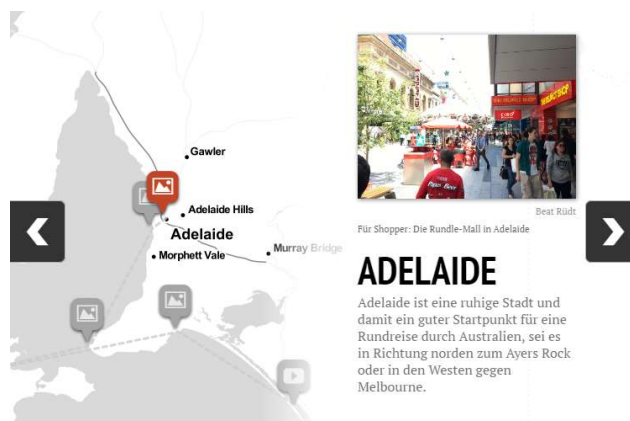 Gawler
Adelaide Hills
Adelaide
Morphett Vale
Murray Bridge
Beat Rüdt
Für Shopper: Die Rundle-Mall in Adelaide
ADELAIDE
Adelaide ist eine ruhige Stadt und
damit ein guter Startpunkt für eine
Rundreise durch Australien, sei es
in Richtung norden zum Ayers Rock
oder in den Westen gegen
Melbourne.